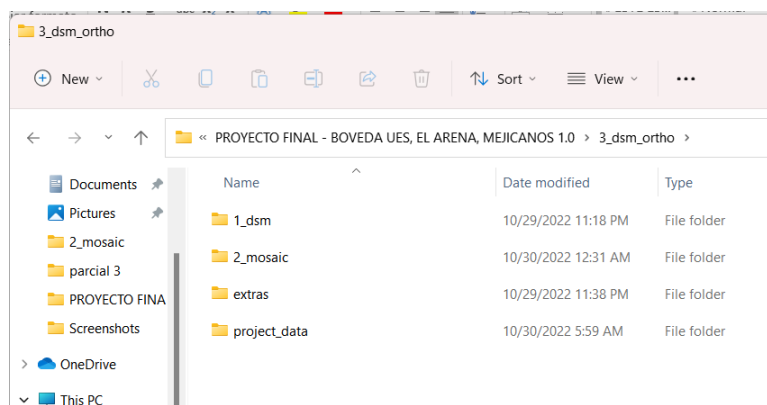 3_dsm_ortho
New
Sort
View
« PROYECTO FINAL - BOVEDA UES, EL ARENA, MEJICANOS 1.0 > 3_dsm_ortho >
Documents
Pictures
2_mosaic
parcial 3
PROYECTO FINA
Screenshots
OneDrive
This PC
Name Date modified Type
1_dsm 10/29/2022 11:18 PM File folder
2_mosaic 10/30/2022 12:31 AM File folder
extras 10/29/2022 11:38 PM File folder
project_data 10/30/2022 5:59 AM File folder